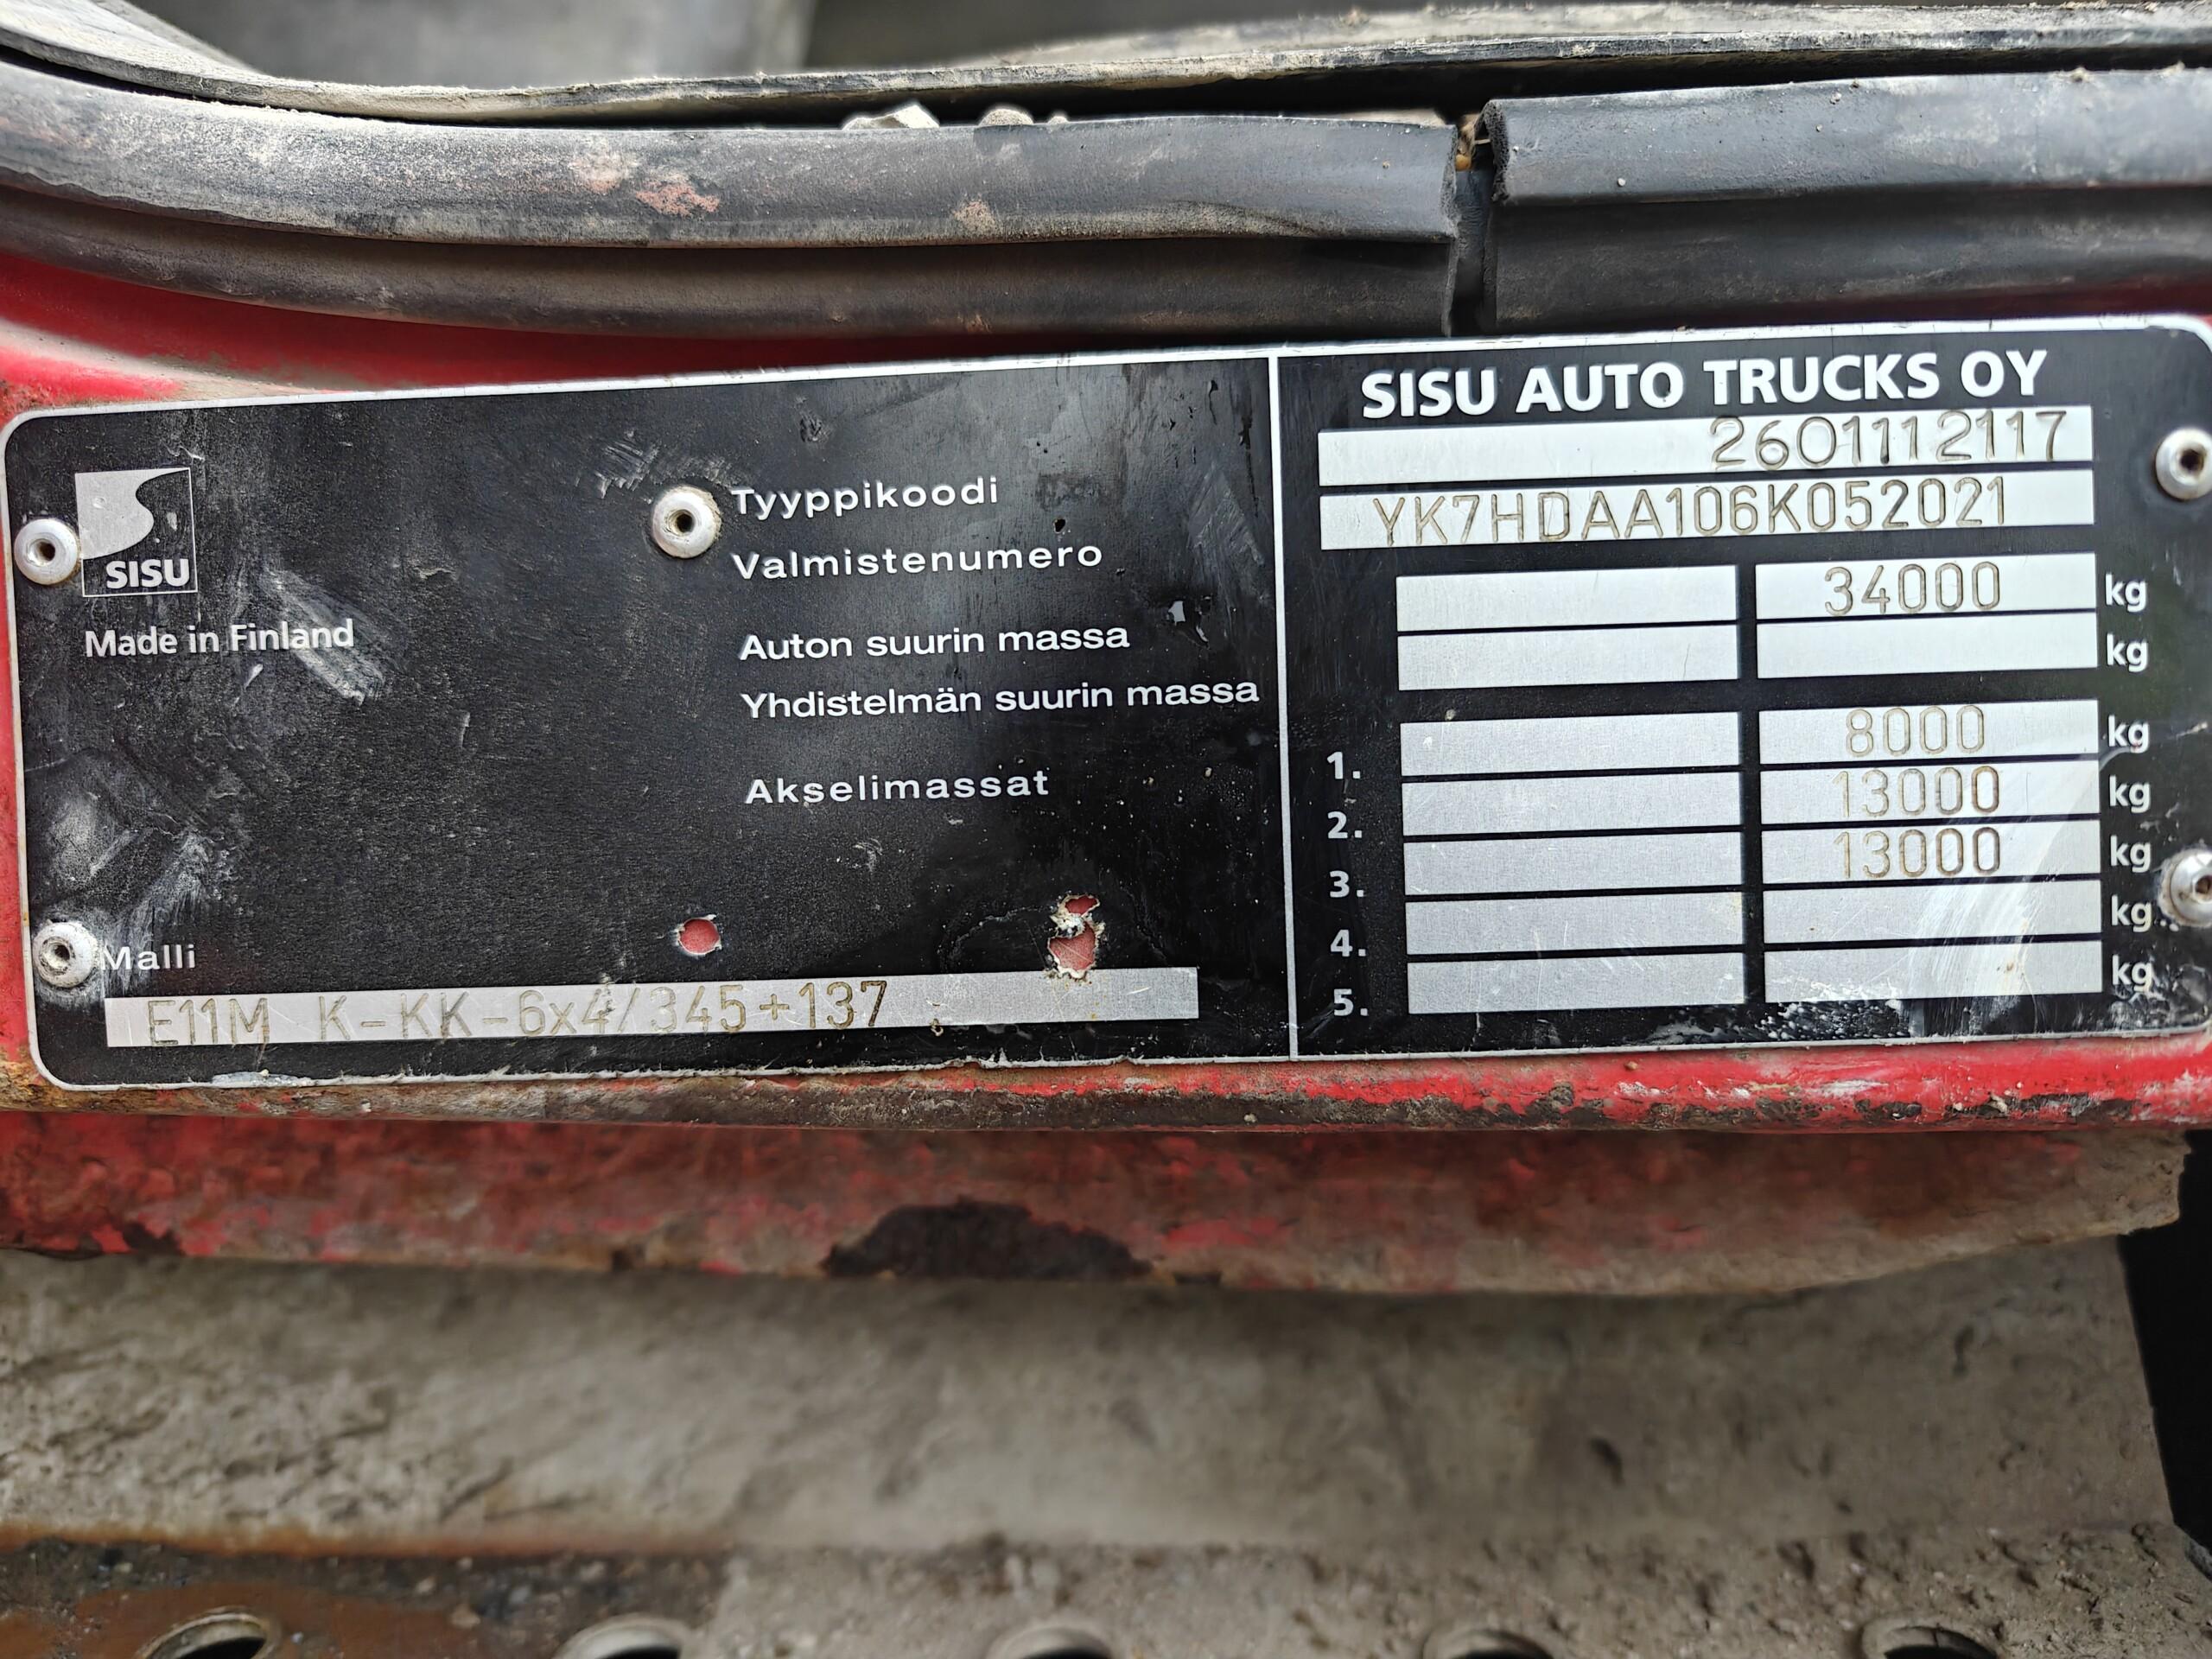 SISU AUTO TRUCKS OY
SISU
Made in Finland
Tyyppikoodi 2601112117
Valmistenumero YK7HDAA106K052021
Auton suurin massa 34000 kg
Yhdistelmän suurin massa kg
Akselimassat 1. 8000 kg
2. 13000 kg
3. 13000 kg
4. kg
5. kg
Malli
E11M K-KK-6x4/345+137